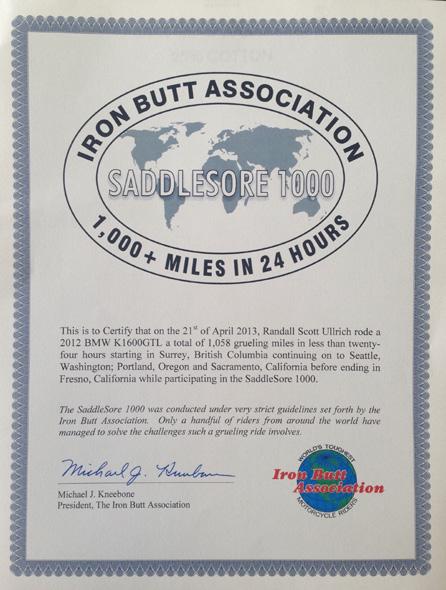 25% COTTON
IRON BUTT ASSOCIATION
SADDLESORE 1000
1,000+ MILES IN 24 HOURS
This is to Certify that on the 21st of April 2013, Randall Scott Ullrich rode a
2012 BMW K1600GTL a total of 1,058 grueling miles in less than twenty-
four hours starting in Surrey, British Columbia continuing on to Seattle,
Washington; Portland, Oregon and Sacramento, California before ending in
Fresno, California while participating in the SaddleSore 1000.
The SaddleSore 1000 was conducted under very strict guidelines set forth by the
Iron Butt Association. Only a handful of riders from around the world have
managed to solve the challenges such a grueling ride involves.
Michael J. Kneebone
Michael J. Kneebone
President, The Iron Butt Association
WORLD'S TOUGHEST
Iron Butt
Association
MOTORCYCLE RIDERS